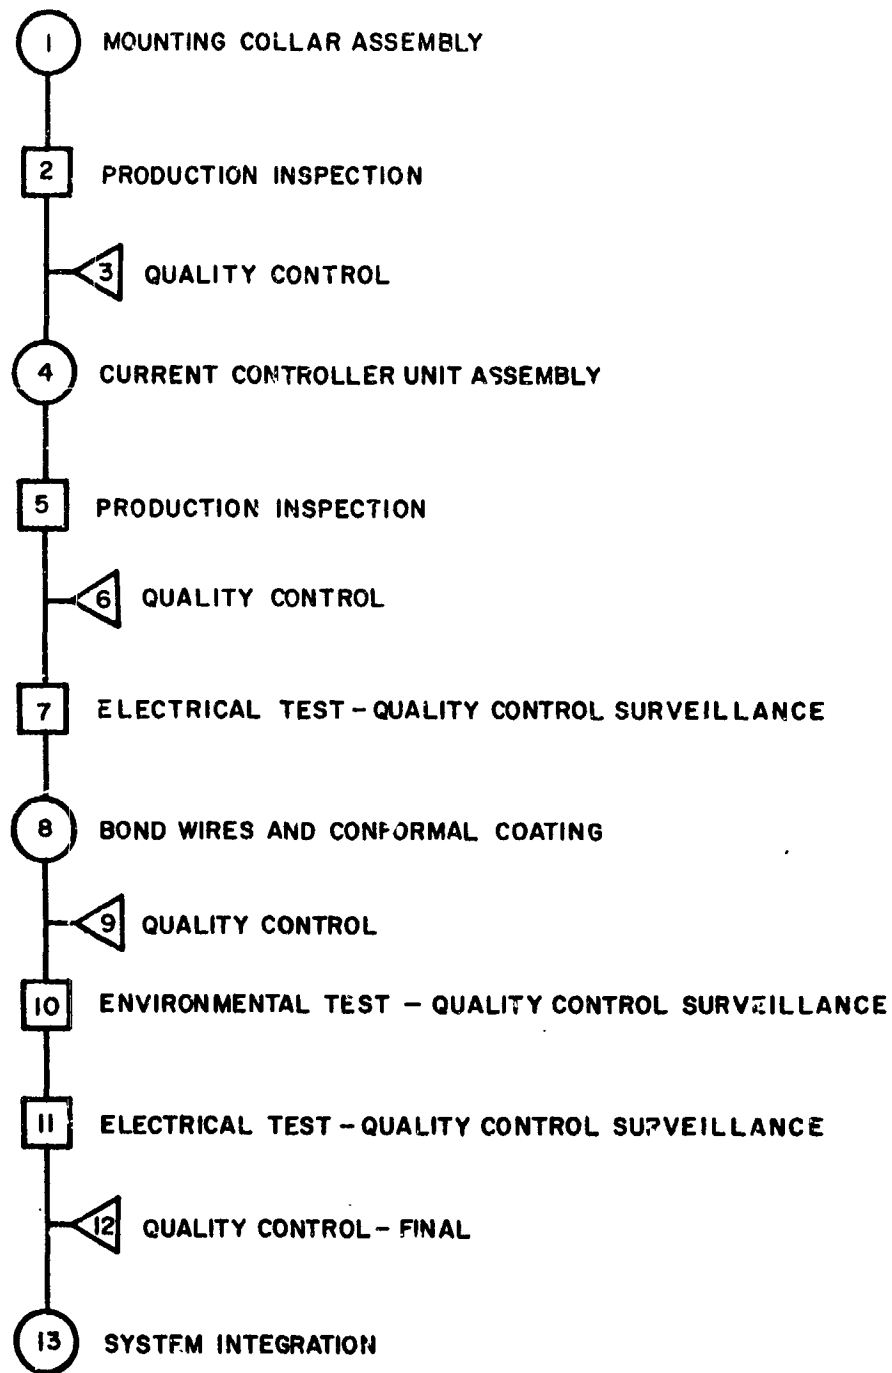 1 MOUNTING COLLAR ASSEMBLY
2 PRODUCTION INSPECTION
3 QUALITY CONTROL
4 CURRENT CONTROLLER UNIT ASSEMBLY
5 PRODUCTION INSPECTION
6 QUALITY CONTROL
7 ELECTRICAL TEST - QUALITY CONTROL SURVEILLANCE
8 BOND WIRES AND CONFORMAL COATING
9 QUALITY CONTROL
10 ENVIRONMENTAL TEST - QUALITY CONTROL SURVEILLANCE
11 ELECTRICAL TEST - QUALITY CONTROL SURVEILLANCE
12 QUALITY CONTROL - FINAL
13 SYSTEM INTEGRATION